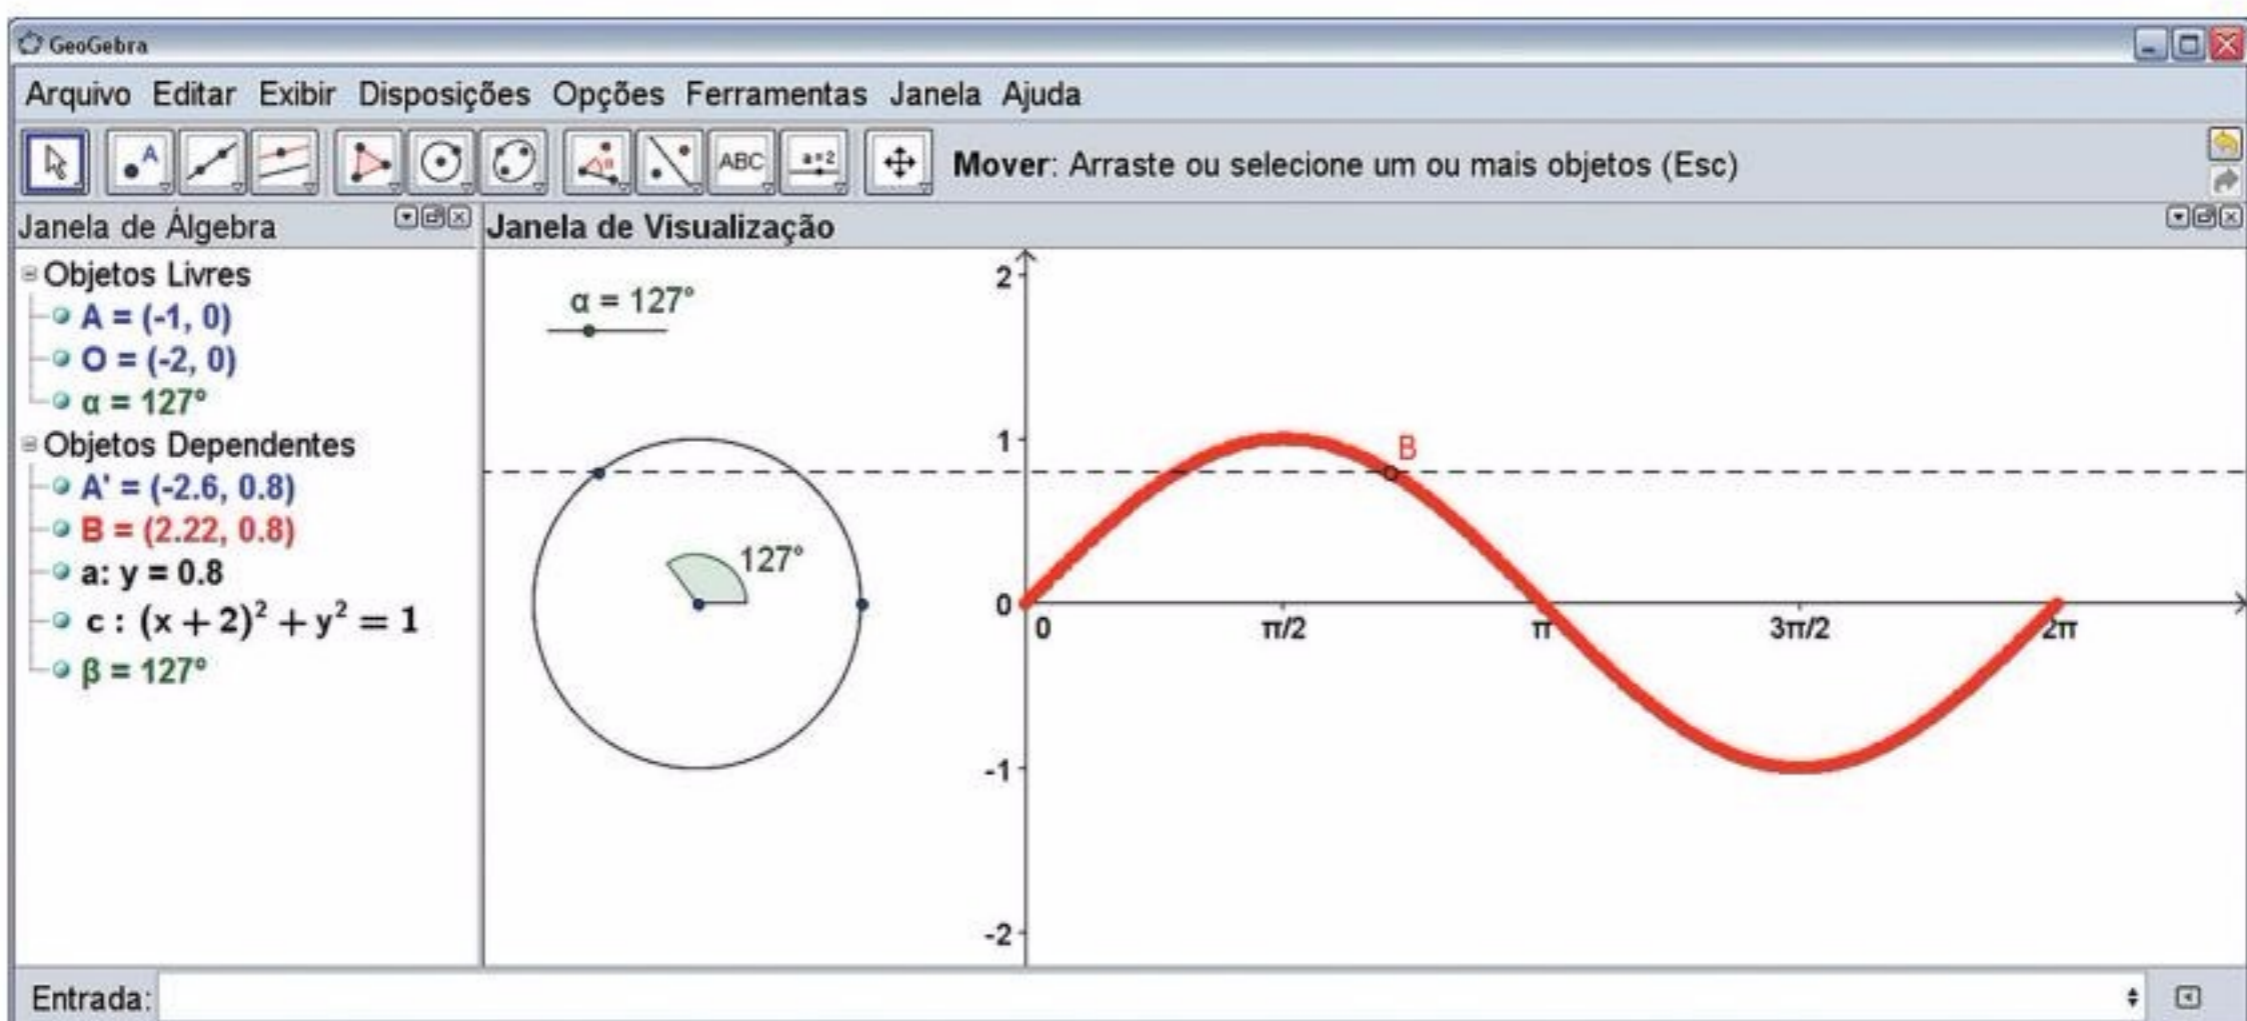 GeoGebra
Arquivo Editar Exibir Disposições Opções Ferramentas Janela Ajuda
A ABC a=2 Mover: Arraste ou selecione um ou mais objetos (Esc)
Janela de Álgebra
Objetos Livres
A = (-1, 0)
O = (-2, 0)
α = 127°
Objetos Dependentes
A' = (-2.6, 0.8)
B = (2.22, 0.8)
a: y = 0.8
c : (x + 2)² + y² = 1
β = 127°
Janela de Visualização
α = 127°
127°
2
1
0
-1
-2
B
0 π/2 π 3π/2 2π
Entrada: